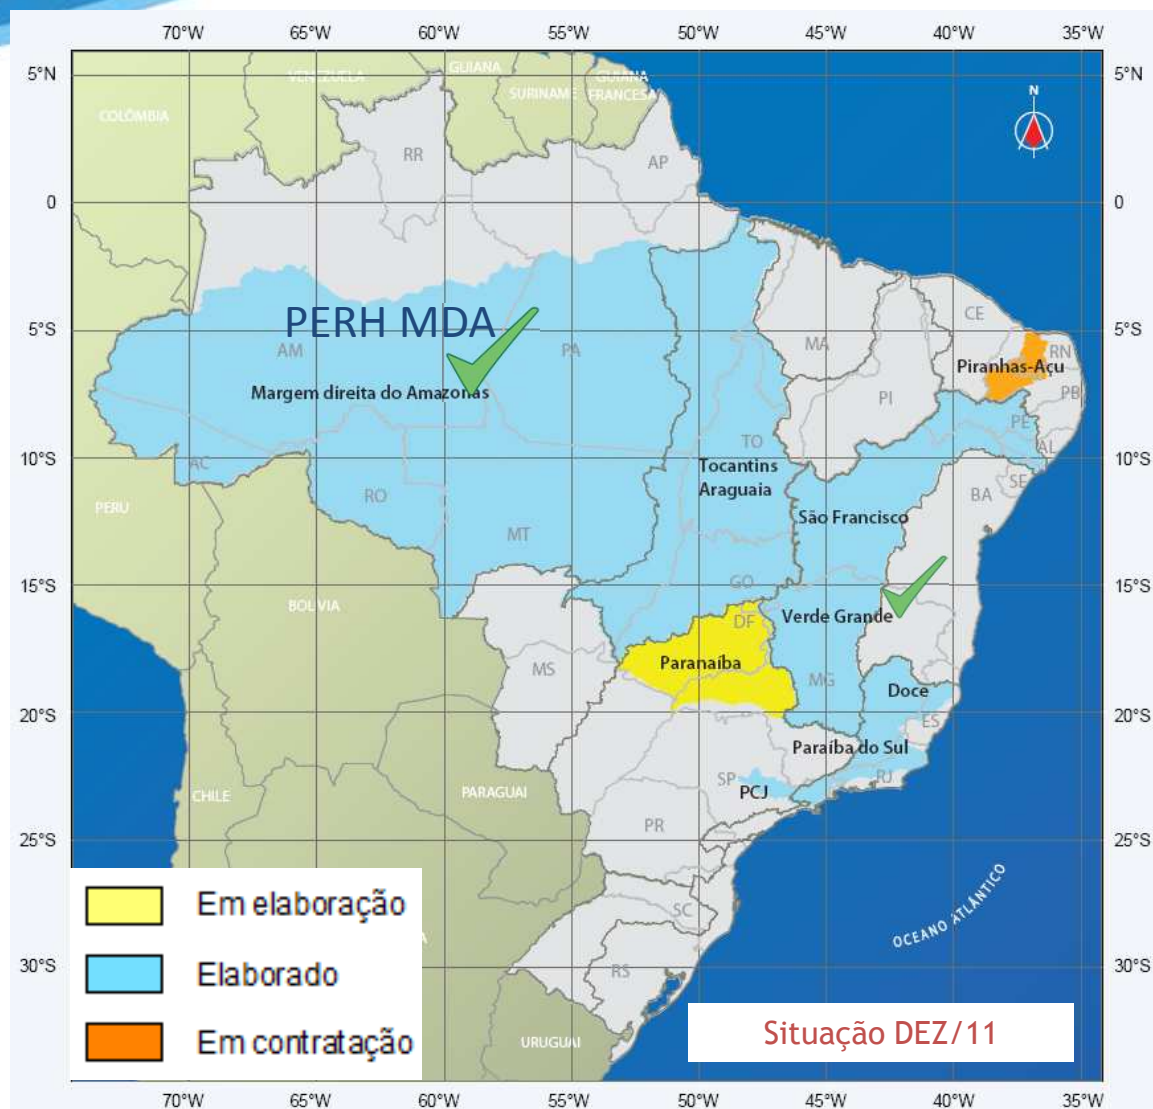 70°W 65°W 60°W 55°W 50°W 45°W 40°W 35°W
5°N 5°N
VENEZUELA
GUIANA
SURINAME
GUIANA
FRANCESA
COLÔMBIA
N
RR
AP
0 0
PERH MDA
5°S 5°S
AM
PA
MA
CE
RN
Piranhas-Açu
PB
PI
Margem direita do Amazonas
PE
AL
TO
10°S 10°S
AC
Tocantins
Araguaia
SE
BA
RO
PERU
São Francisco
MT
15°S 15°S
GO
BOLIVIA
Verde Grande
DF
Paranaíba
MS
MG
Doce
20°S 20°S
ES
Paraíba do Sul
SP
RJ
PCJ
CHILE
PARAGUAI
PR
25°S 25°S
Em elaboração
SC
OCEANO ATLÂNTICO
Elaborado
30°S 30°S
RS
Em contratação
URUGUAI
Situação DEZ/11
70°W 65°W 60°W 55°W 50°W 45°W 40°W 35°W